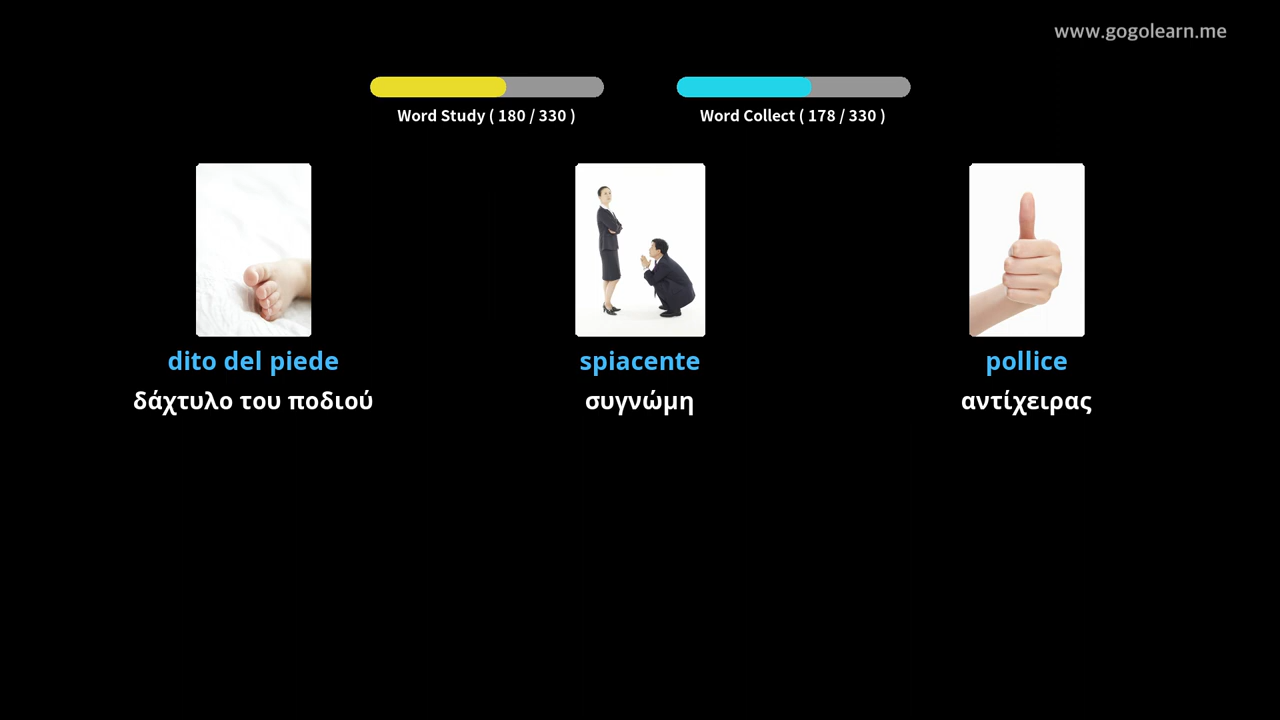 www.gogolearn.me
Word Study ( 180 / 330 )
Word Collect ( 178 / 330 )
dito del piede
spiacente
pollice
δάχτυλο του ποδιού
συγνώμη
αντίχειρας